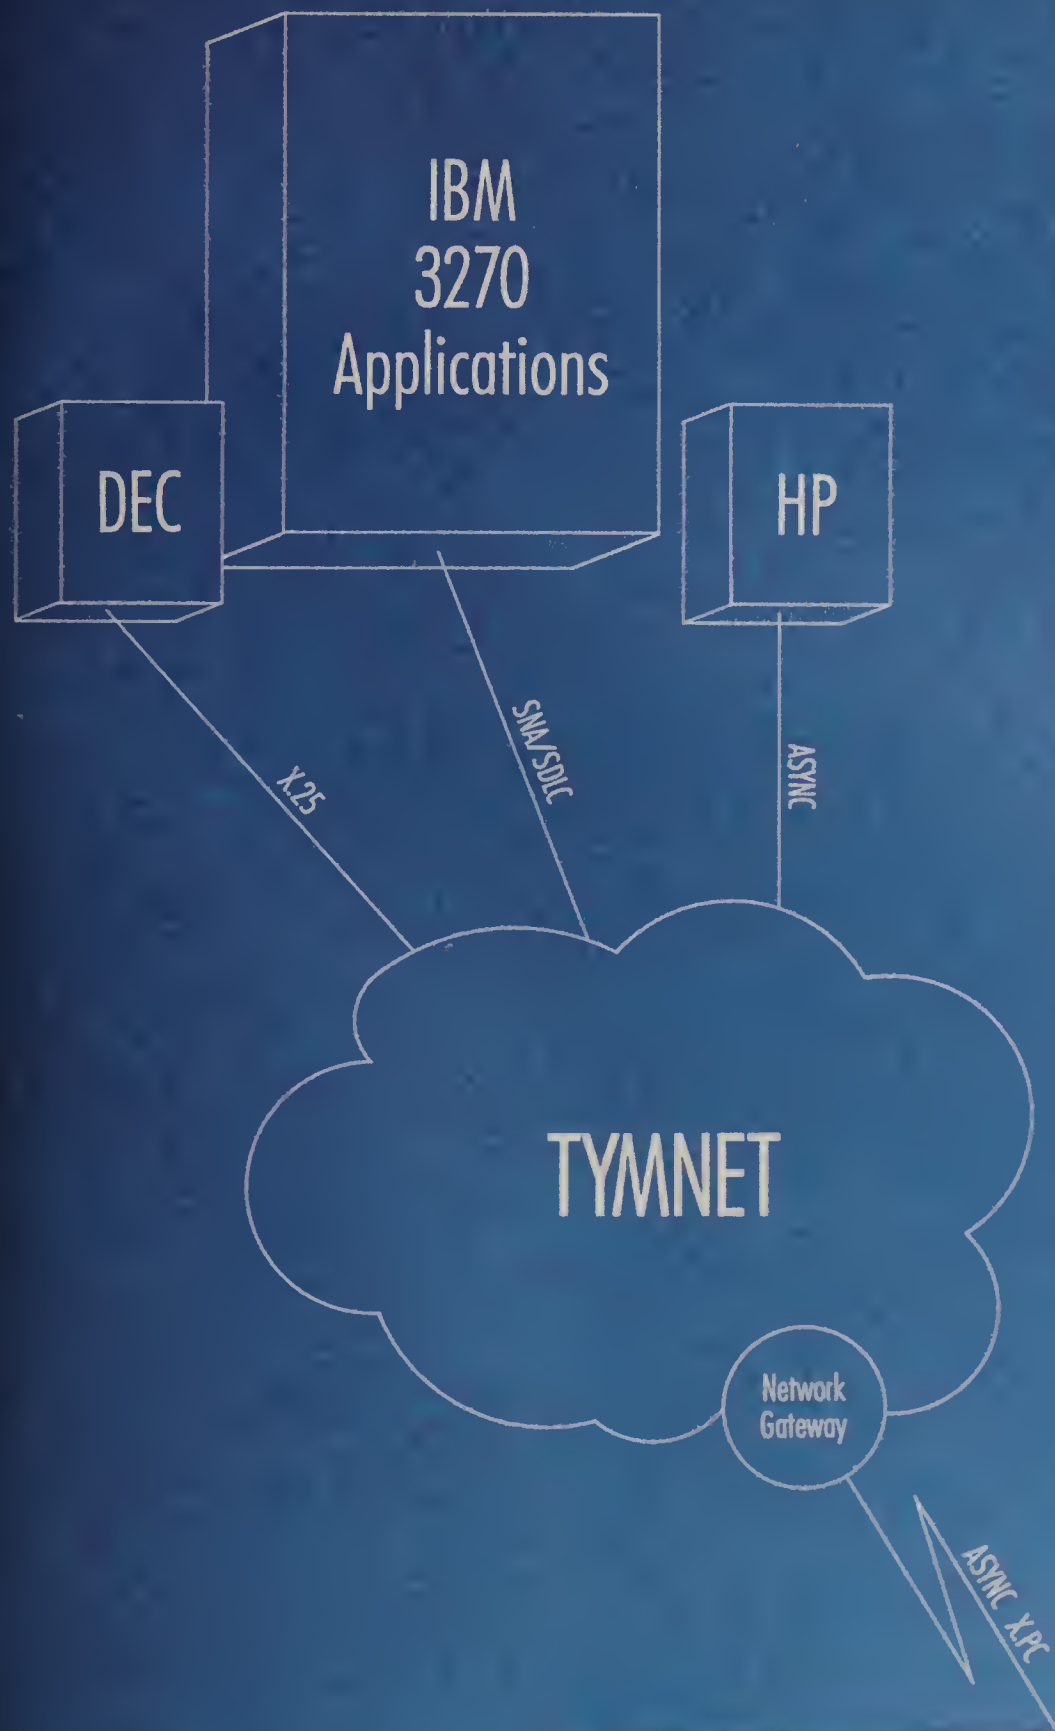 IBM
3270
Applications
DEC
HP
X.25
SNA/SDLC
ASYNC
TYMNET
Network
Gateway
ASYNC X.PC